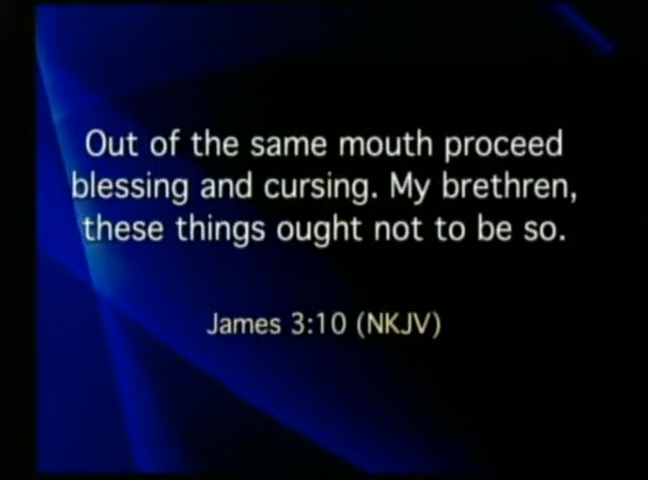 Out of the same mouth proceed
blessing and cursing. My brethren,
these things ought not to be so.
James 3:10 (NKJV)